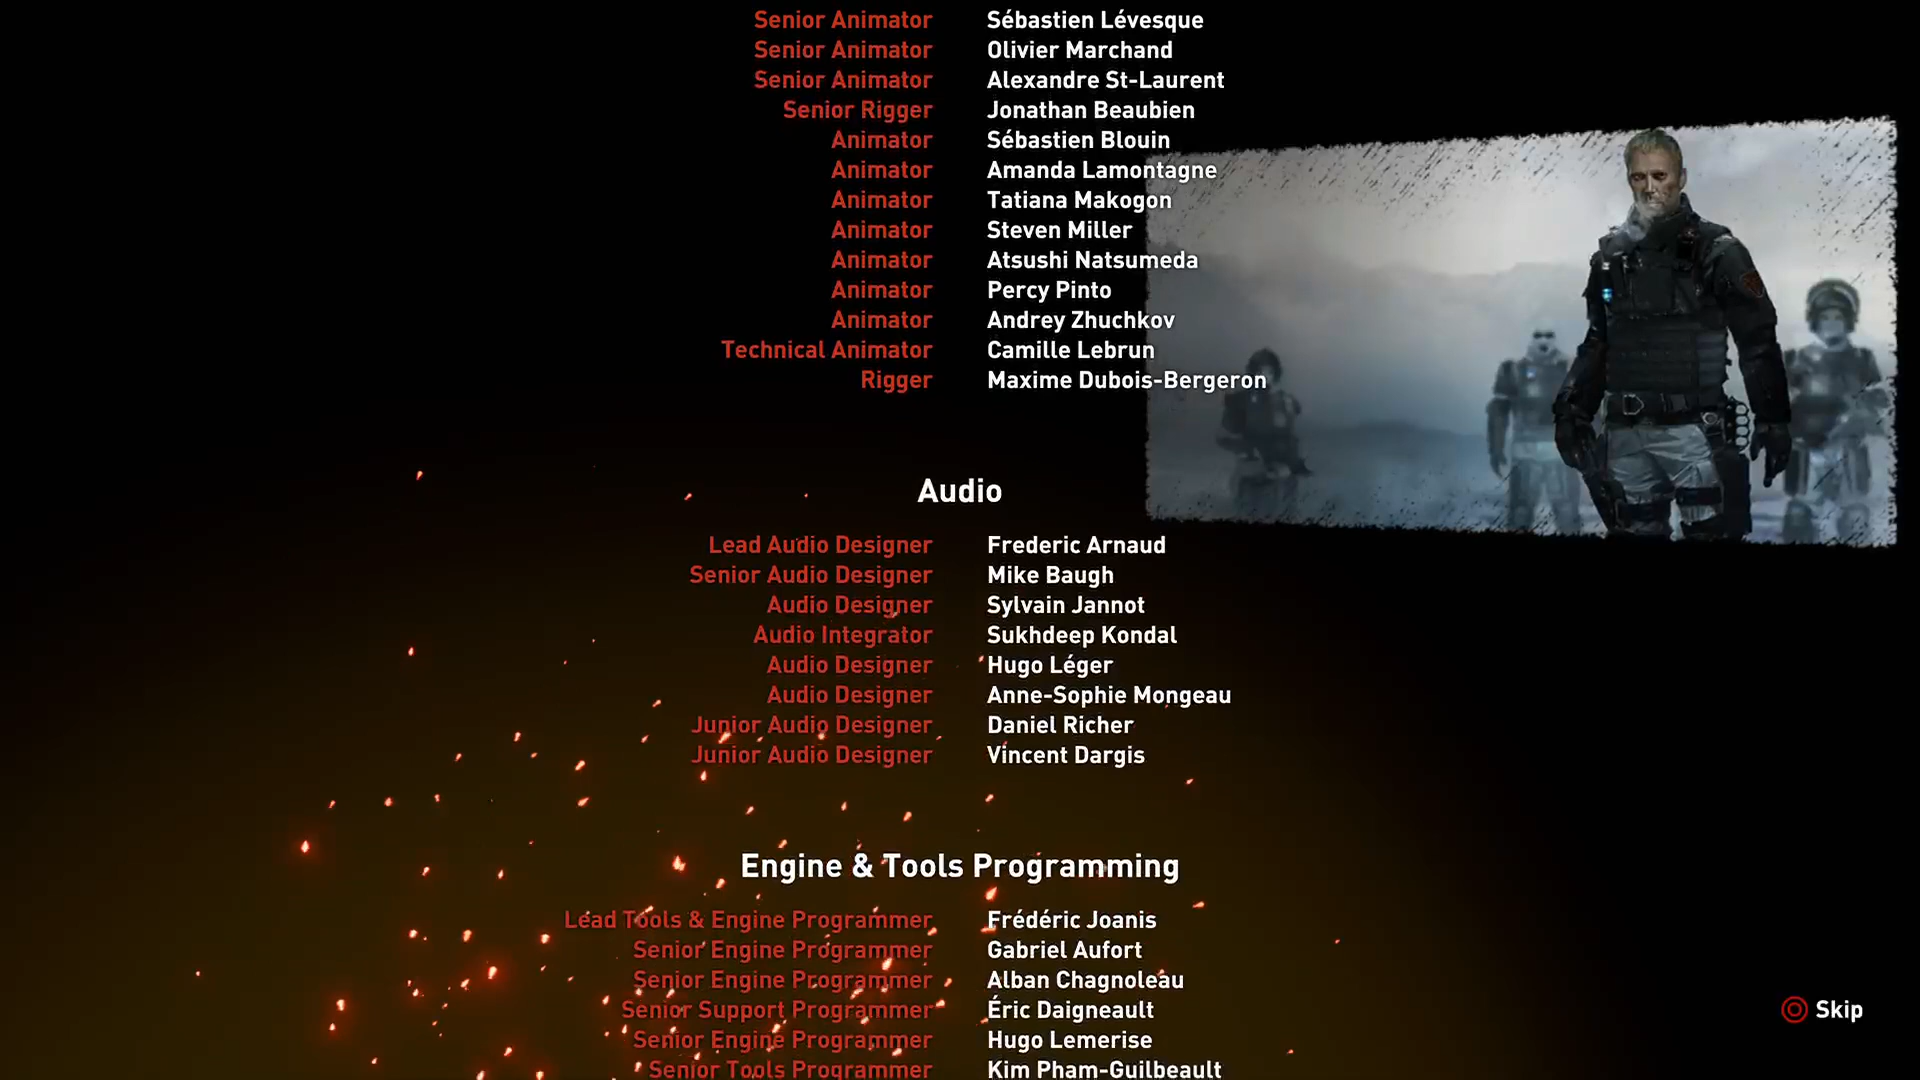 Senior Animator Sébastien Lévesque
Senior Animator Olivier Marchand
Senior Animator Alexandre St-Laurent
Senior Rigger Jonathan Beaubien
Animator Sébastien Blouin
Animator Amanda Lamontagne
Animator Tatiana Makogon
Animator Steven Miller
Animator Atsushi Natsumeda
Animator Percy Pinto
Animator Andrey Zhuchkov
Technical Animator Camille Lebrun
Rigger Maxime Dubois-Bergeron
Audio
Lead Audio Designer Frederic Arnaud
Senior Audio Designer Mike Baugh
Audio Designer Sylvain Jannot
Audio Integrator Sukhdeep Kondal
Audio Designer Hugo Léger
Audio Designer Anne-Sophie Mongeau
Junior Audio Designer Daniel Richer
Junior Audio Designer Vincent Dargis
Engine & Tools Programming
Lead Tools & Engine Programmer Frédéric Joanis
Senior Engine Programmer Gabriel Aufort
Senior Engine Programmer Alban Chagnoleau
Senior Support Programmer Éric Daigneault
Senior Engine Programmer Hugo Lemerise
Senior Tools Programmer Kim Pham-Guilbeault
Skip